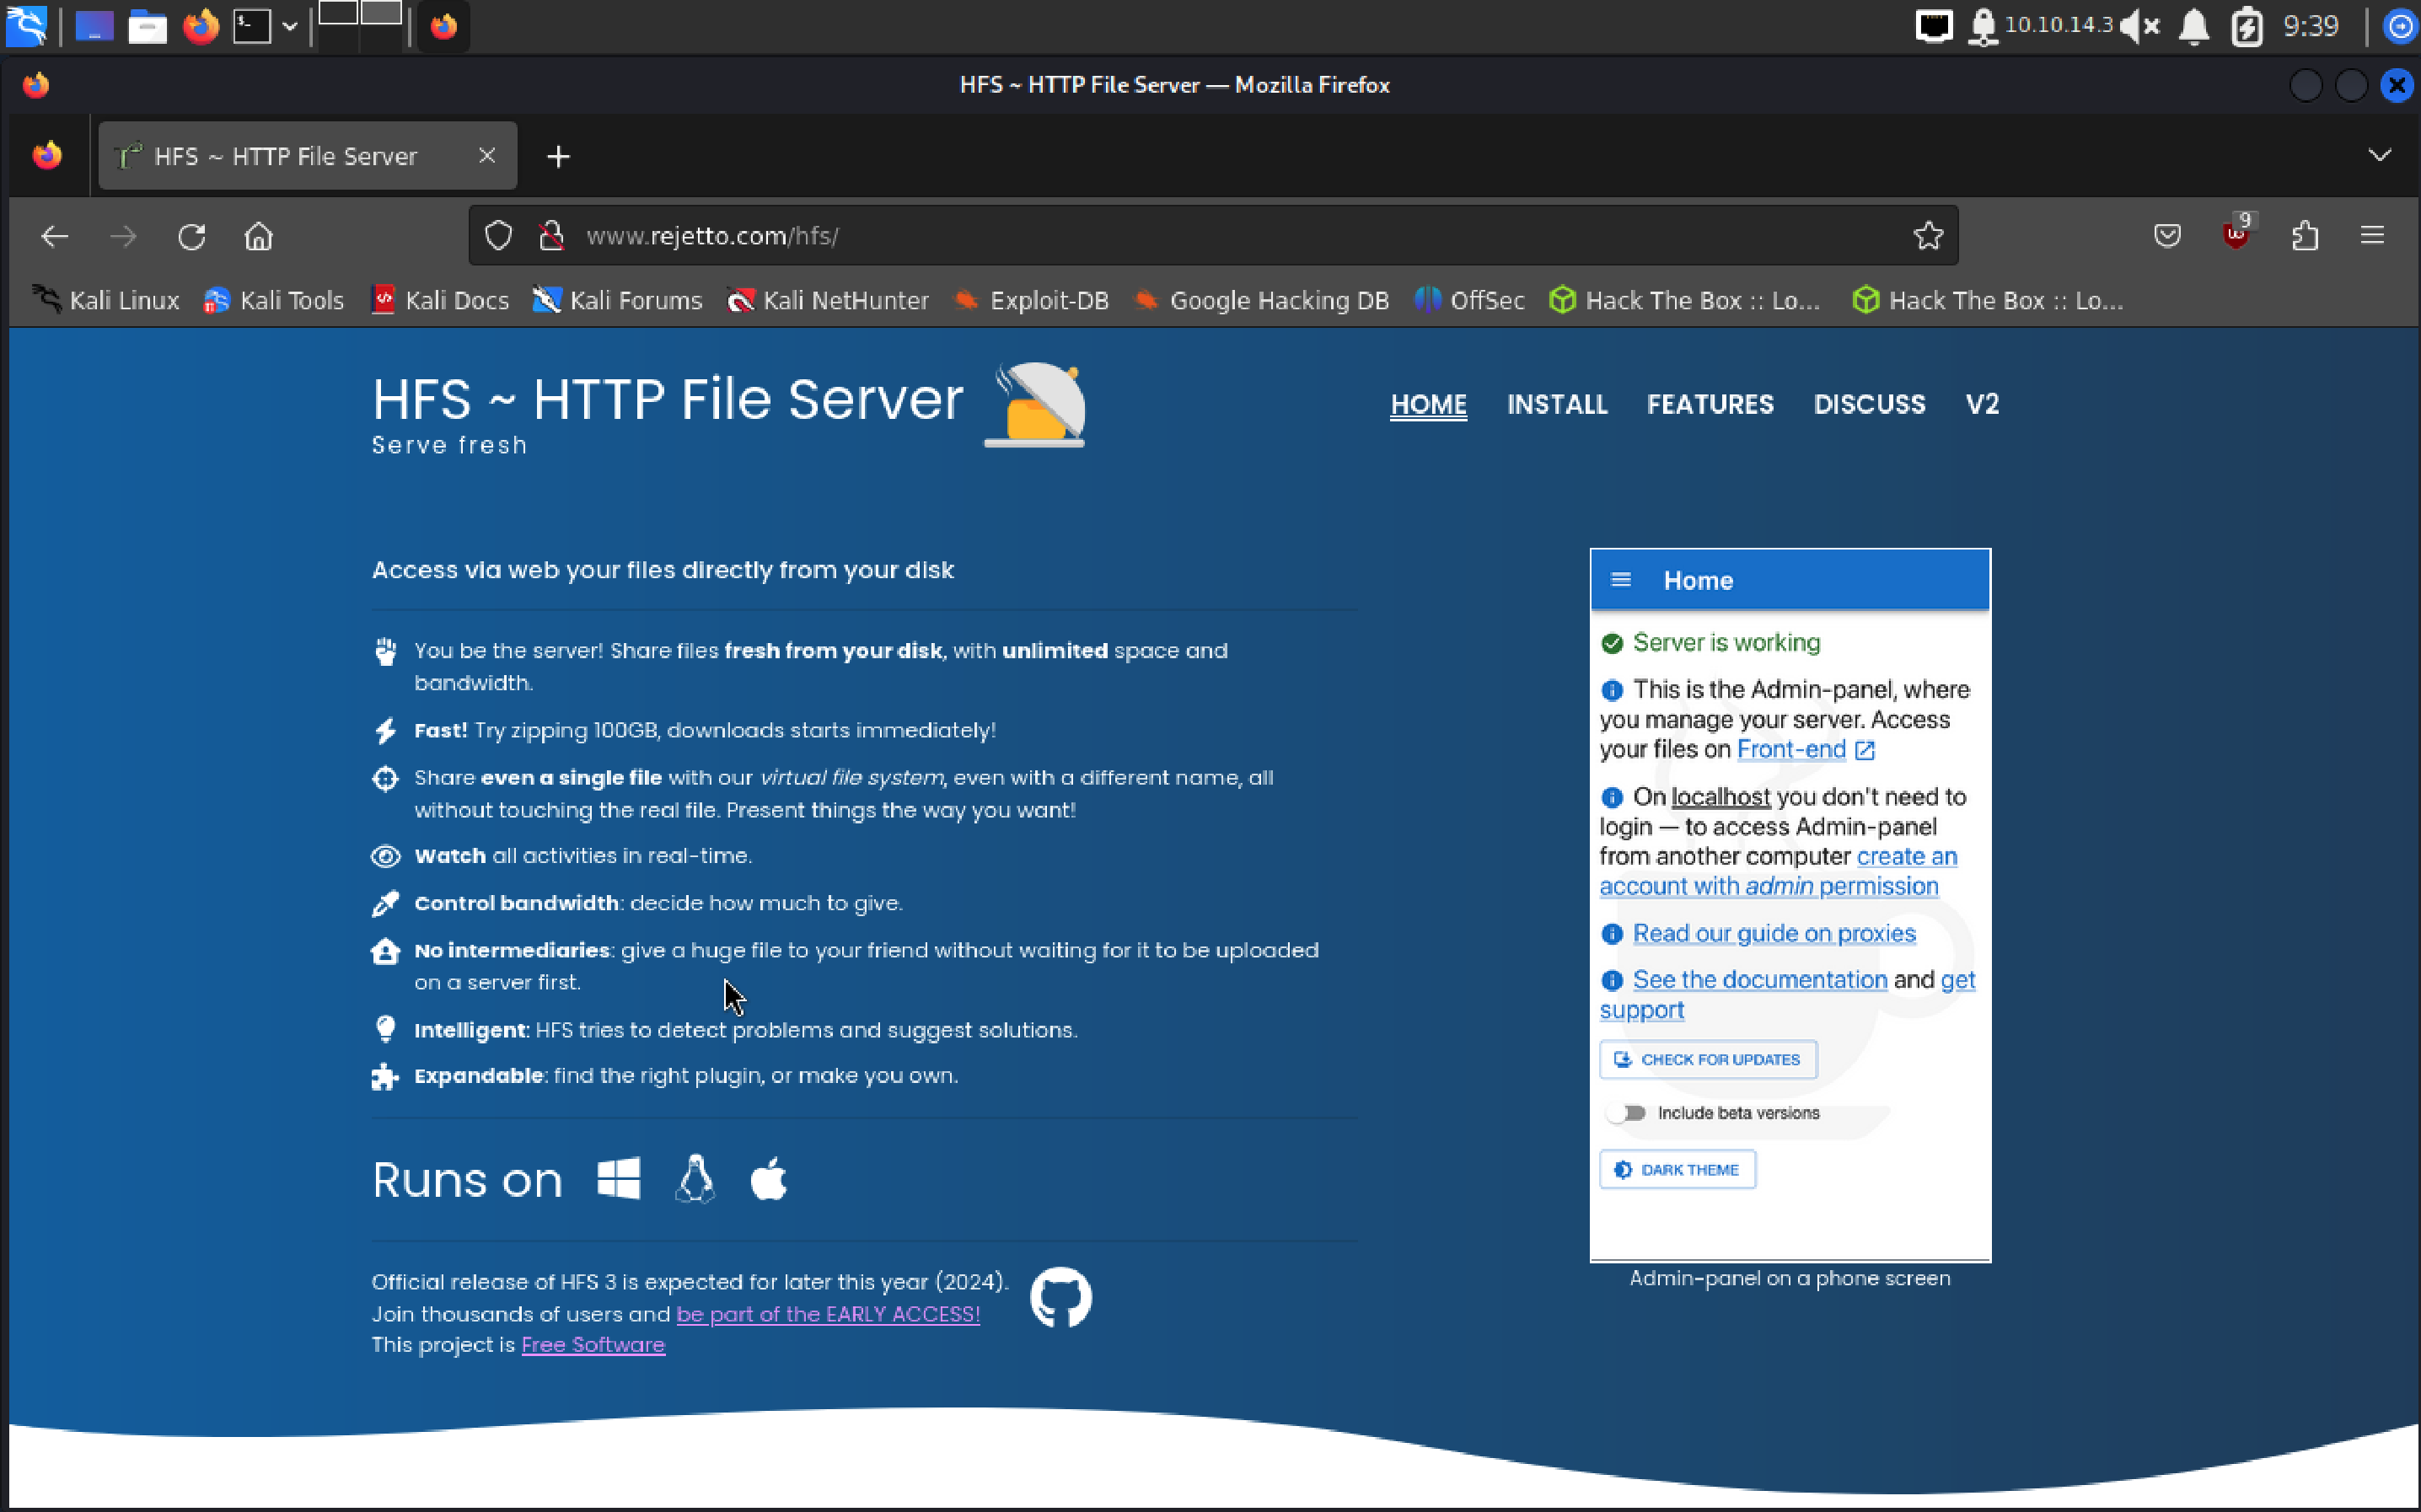 10.10.14.3
9:39
HFS ~ HTTP File Server — Mozilla Firefox
HFS ~ HTTP File Server
www.rejetto.com/hfs/
9
Kali Linux
Kali Tools
Kali Docs
Kali Forums
Kali NetHunter
Exploit-DB
Google Hacking DB
OffSec
Hack The Box :: Lo...
Hack The Box :: Lo...
HFS ~ HTTP File Server
Serve fresh
HOME
INSTALL
FEATURES
DISCUSS
V2
Access via web your files directly from your disk
You be the server! Share files fresh from your disk, with unlimited space and
bandwidth.
Fast! Try zipping 100GB, downloads starts immediately!
Share even a single file with our virtual file system, even with a different name, all
without touching the real file. Present things the way you want!
Watch all activities in real-time.
Control bandwidth: decide how much to give.
No intermediaries: give a huge file to your friend without waiting for it to be uploaded
on a server first.
Intelligent: HFS tries to detect problems and suggest solutions.
Expandable: find the right plugin, or make you own.
Runs on
Official release of HFS 3 is expected for later this year (2024).
Join thousands of users and be part of the EARLY ACCESS!
This project is Free Software
Home
Server is working
This is the Admin-panel, where
you manage your server. Access
your files on Front-end
On localhost you don't need to
login — to access Admin-panel
from another computer create an
account with admin permission
Read our guide on proxies
See the documentation and get
support
CHECK FOR UPDATES
Include beta versions
DARK THEME
Admin-panel on a phone screen